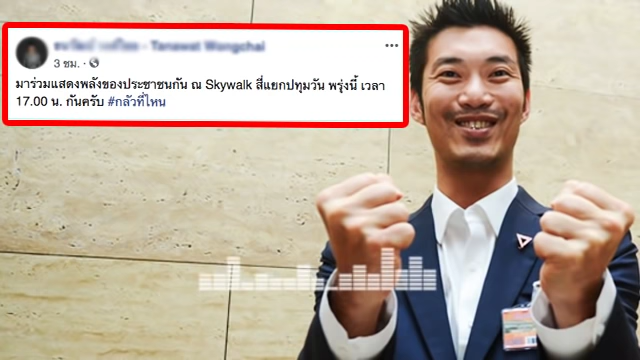 - Tanawat Wongchai
3 ชม. ·
มาร่วมแสดงพลังของประชาชนกัน ณ Skywalk สี่แยกปทุมวัน พรุ่งนี้ เวลา
17.00 น. กันครับ #กลัวที่ไหน